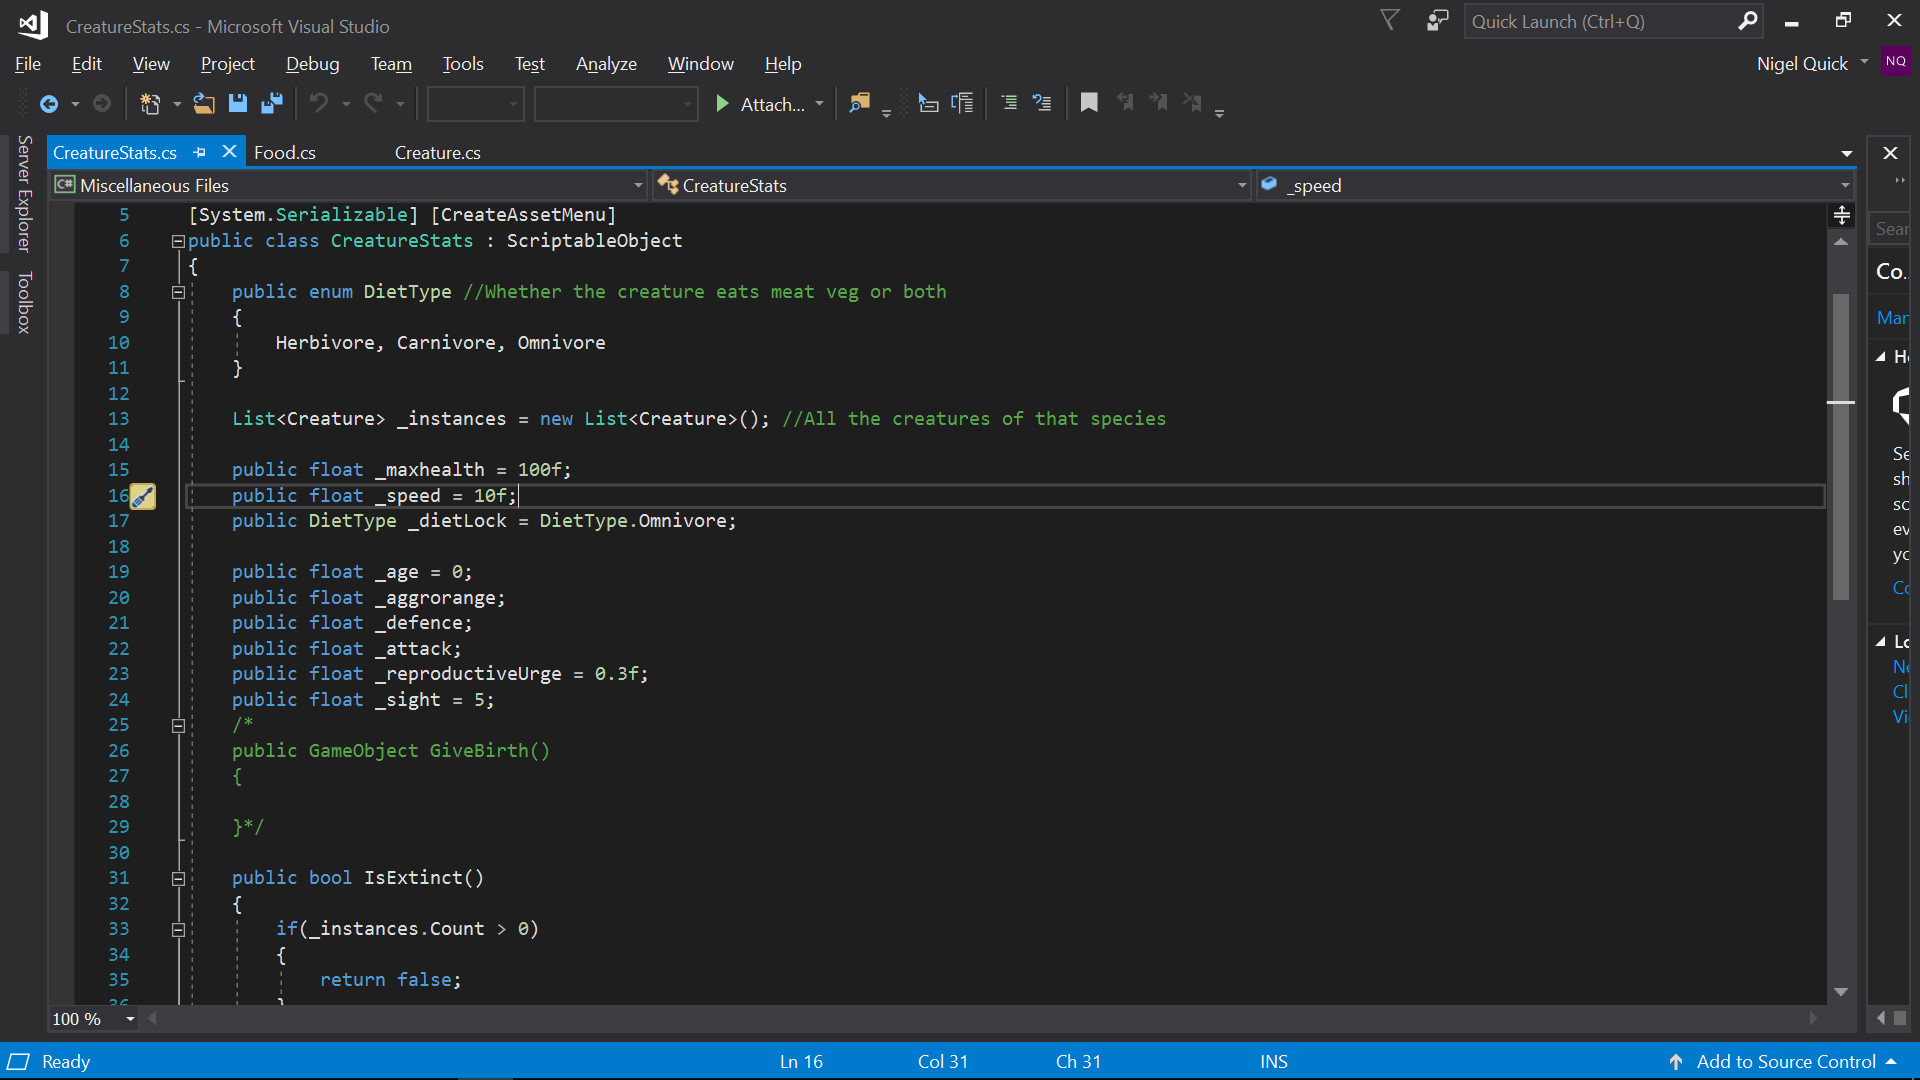 CreatureStats.cs - Microsoft Visual Studio
Quick Launch (Ctrl+Q)
File Edit View Project Debug Team Tools Test Analyze Window Help
Nigel Quick NQ
Attach...
Server Explorer
Toolbox
CreatureStats.cs Food.cs Creature.cs
C# Miscellaneous Files CreatureStats _speed
5 [System.Serializable] [CreateAssetMenu]
6 public class CreatureStats : ScriptableObject
7 {
8 public enum DietType //Whether the creature eats meat veg or both
9 {
10 Herbivore, Carnivore, Omnivore
11 }
12
13 List<Creature> _instances = new List<Creature>(); //All the creatures of that species
14
15 public float _maxhealth = 100f;
16 public float _speed = 10f;
17 public DietType _dietLock = DietType.Omnivore;
18
19 public float _age = 0;
20 public float _aggrorange;
21 public float _defence;
22 public float _attack;
23 public float _reproductiveUrge = 0.3f;
24 public float _sight = 5;
25 /*
26 public GameObject GiveBirth()
27 {
28
29 }*/
30
31 public bool IsExtinct()
32 {
33 if(_instances.Count > 0)
34 {
35 return false;
36 }
Sear
Co..
Mar
Se
sh
so
ev
yo
Co
Lo
Ne
Cl
Vi
100 %
Ready Ln 16 Col 31 Ch 31 INS Add to Source Control